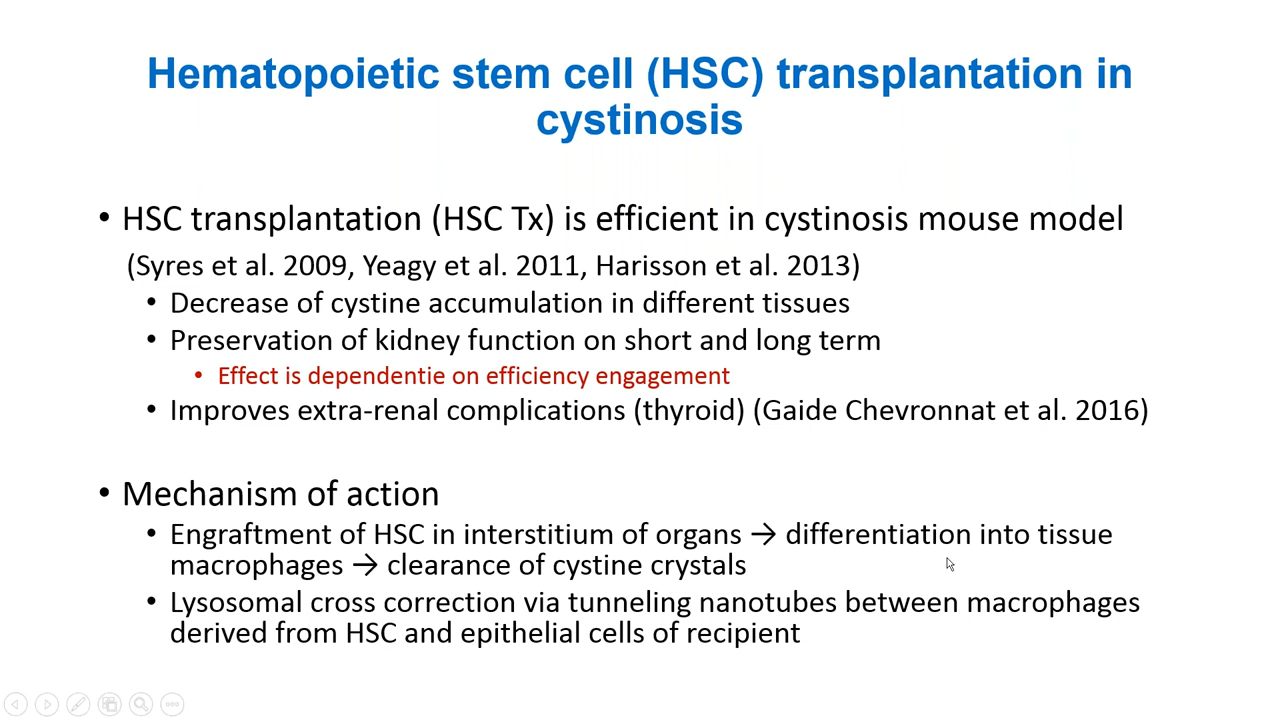 Hematopoietic stem cell (HSC) transplantation in
cystinosis
• HSC transplantation (HSC Tx) is efficient in cystinosis mouse model
(Syres et al. 2009, Yeagy et al. 2011, Harisson et al. 2013)
• Decrease of cystine accumulation in different tissues
• Preservation of kidney function on short and long term
• Effect is dependentie on efficiency engagement
• Improves extra-renal complications (thyroid) (Gaide Chevronnat et al. 2016)
• Mechanism of action
• Engraftment of HSC in interstitium of organs → differentiation into tissue
macrophages → clearance of cystine crystals
• Lysosomal cross correction via tunneling nanotubes between macrophages
derived from HSC and epithelial cells of recipient